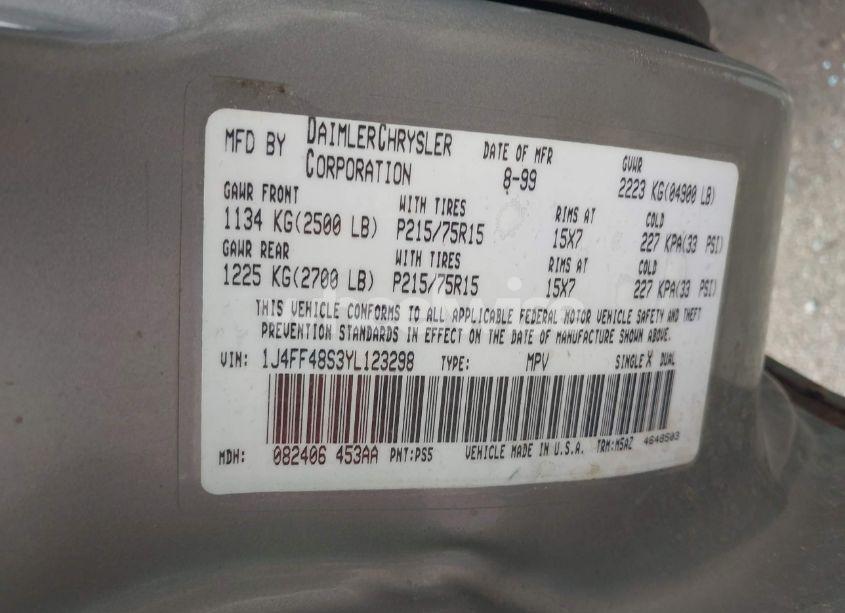 MFD BY DAIMLERCHRYSLER CORPORATION DATE OF MFR 8-99 GVWR 2223 KG(04900 LB)
GAWR FRONT WITH TIRES RIMS AT COLD
1134 KG(2500 LB) P215/75R15 15X7 227 KPA(33 PSI)
GAWR REAR WITH TIRES RIMS AT COLD
1225 KG(2700 LB) P215/75R15 15X7 227 KPA(33 PSI)
THIS VEHICLE CONFORMS TO ALL APPLICABLE FEDERAL MOTOR VEHICLE SAFETY AND THEFT
PREVENTION STANDARDS IN EFFECT ON THE DATE OF MANUFACTURE SHOWN ABOVE.
VIN: 1J4FF48S3YL123298 TYPE: MPV SINGLE X DUAL
MDH: 082406 453AA PNT:PS5 VEHICLE MADE IN U.S.A. TRM:M5AZ 4648503